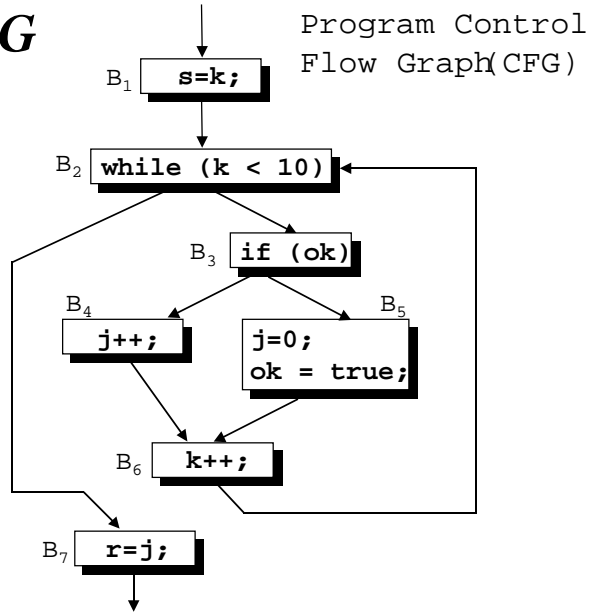 G
Program Control
Flow Graph(CFG)
B1
s=k;
B2
while (k < 10)
B3
if (ok)
B4
j++;
B5
j=0;
ok = true;
B6
k++;
B7
r=j;